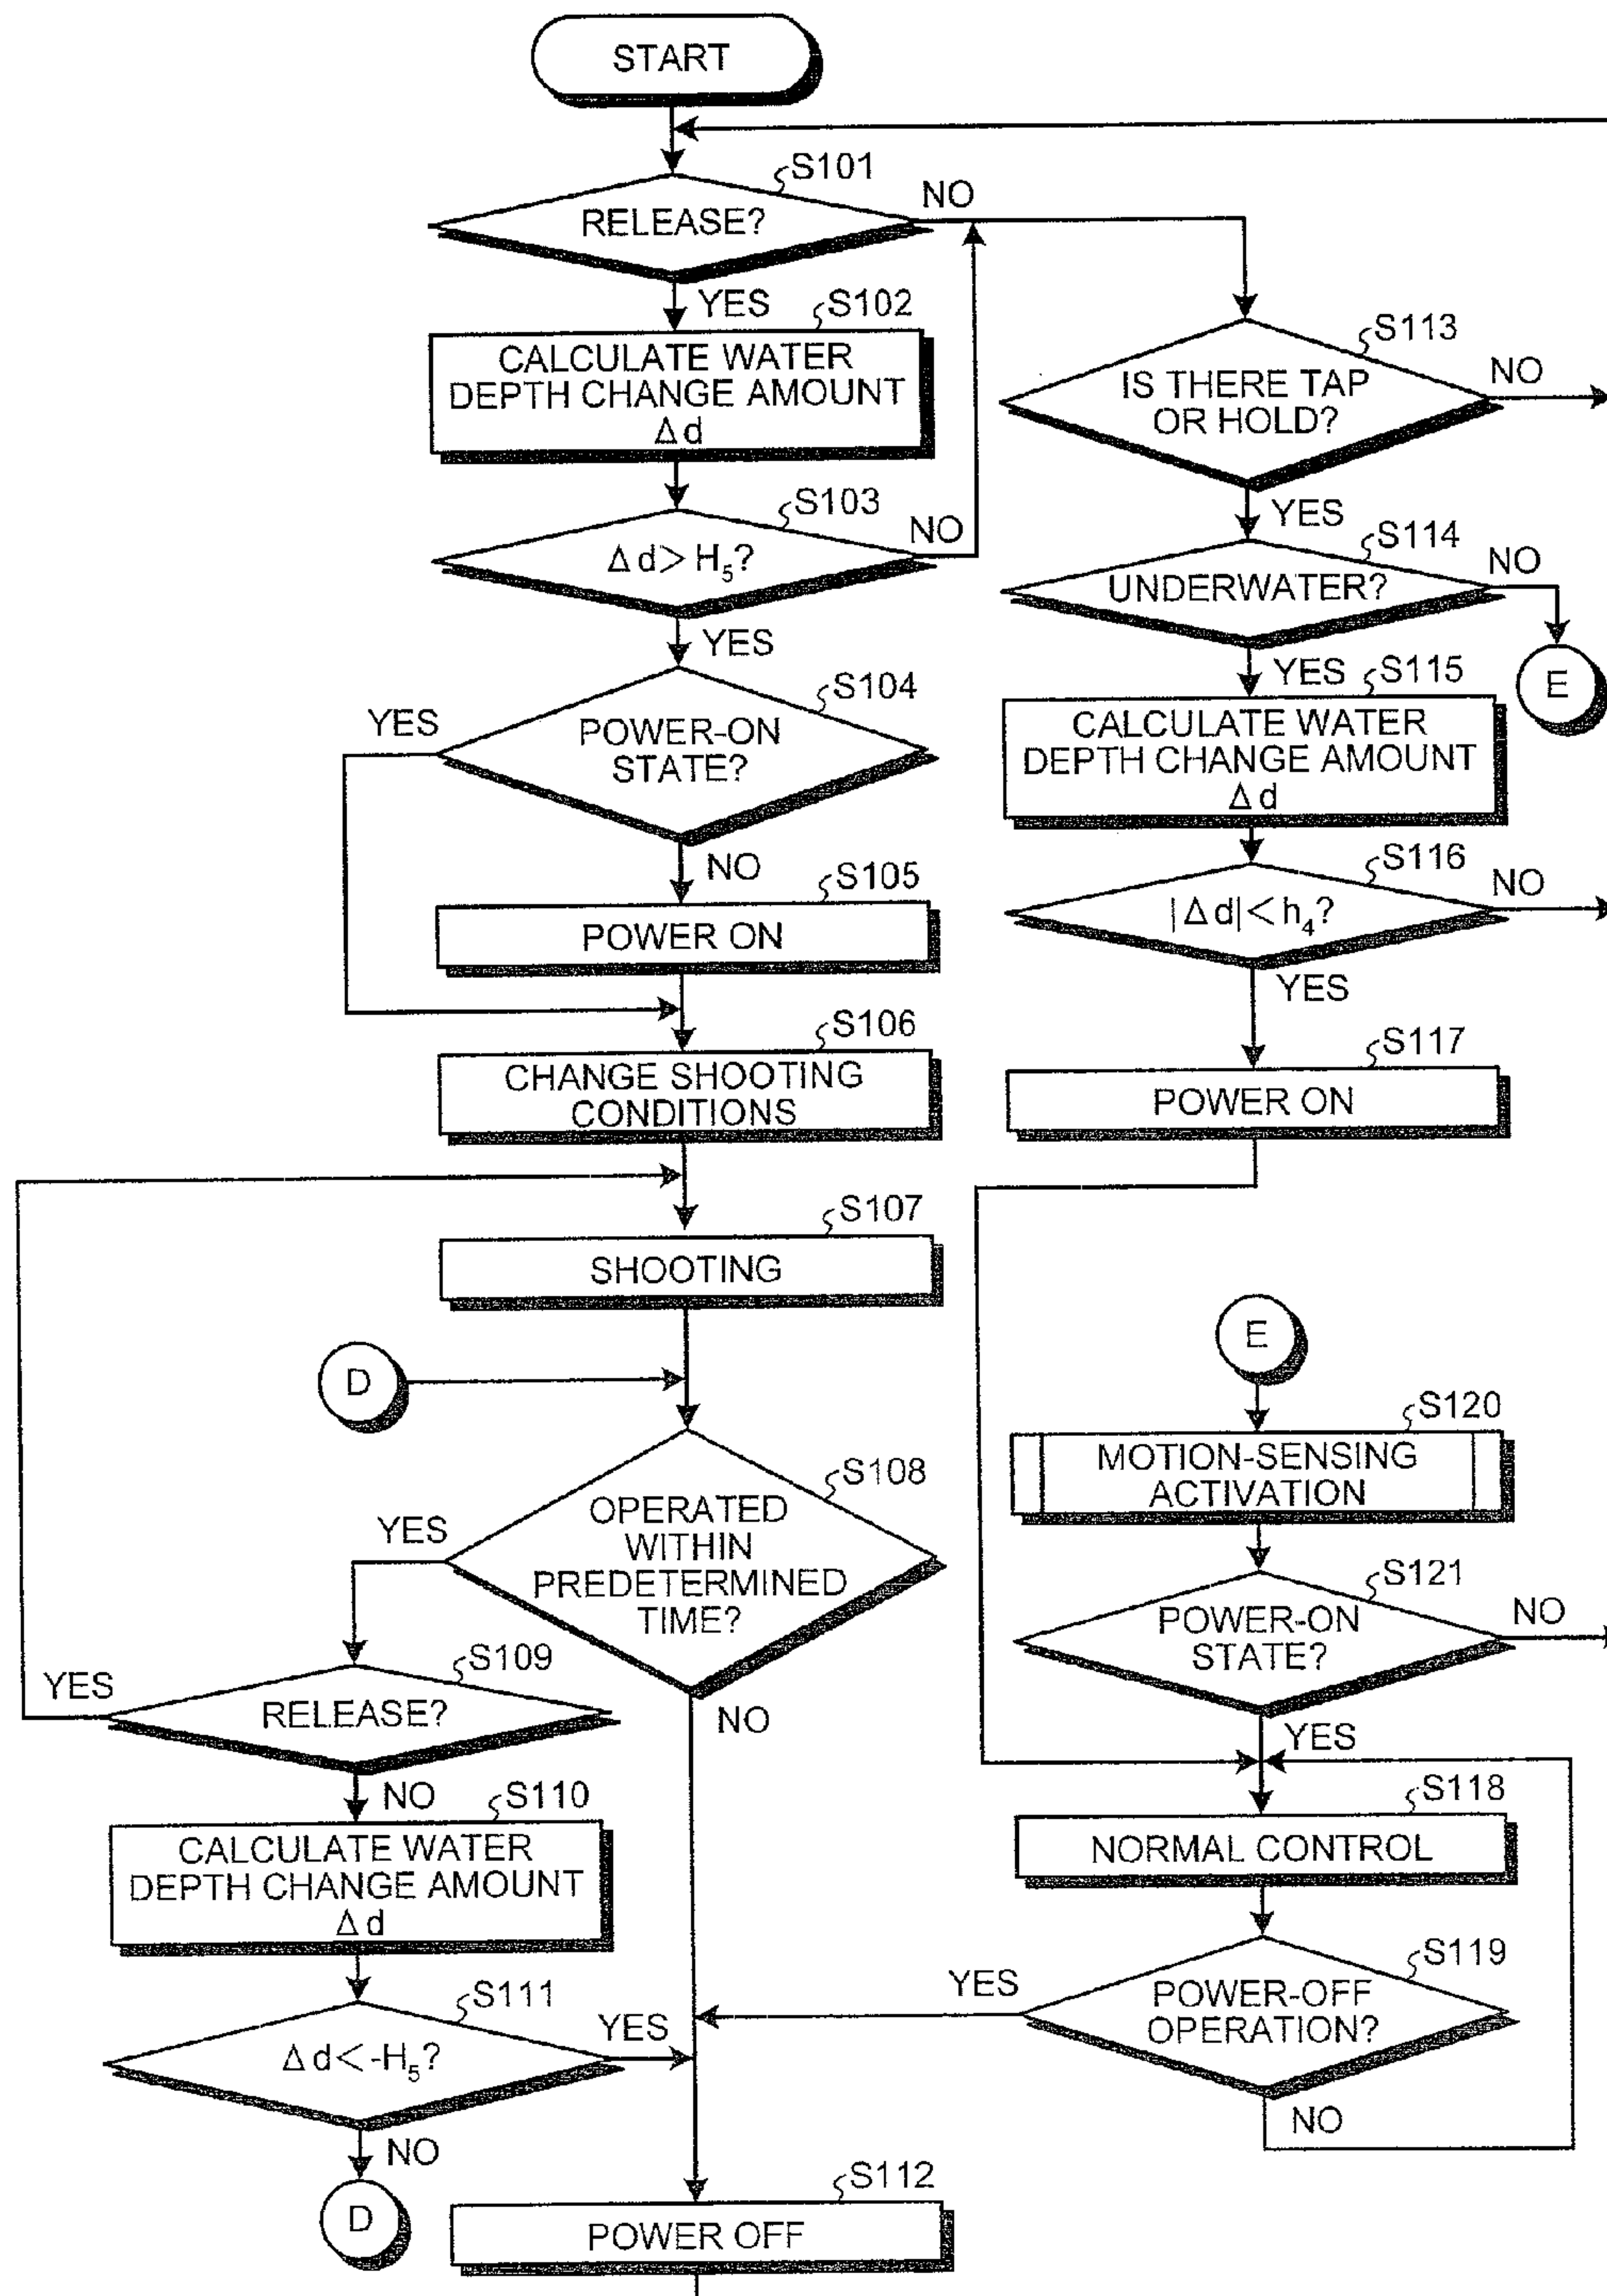 START
S101
RELEASE?
NO
YES
S102
CALCULATE WATER
DEPTH CHANGE AMOUNT
Δd
S103
Δd>H₅?
NO
YES
S104
POWER-ON
STATE?
YES
NO
S105
POWER ON
S106
CHANGE SHOOTING
CONDITIONS
S107
SHOOTING
D
S108
OPERATED
WITHIN
PREDETERMINED
TIME?
YES
NO
S109
RELEASE?
YES
NO
S110
CALCULATE WATER
DEPTH CHANGE AMOUNT
Δd
S111
Δd<-H₅?
YES
NO
D
S112
POWER OFF
S113
IS THERE TAP
OR HOLD?
NO
YES
S114
UNDERWATER?
NO
E
YES
S115
CALCULATE WATER
DEPTH CHANGE AMOUNT
Δd
S116
|Δd|<h₄?
NO
YES
S117
POWER ON
E
S120
MOTION-SENSING
ACTIVATION
S121
POWER-ON
STATE?
NO
YES
S118
NORMAL CONTROL
S119
POWER-OFF
OPERATION?
YES
NO